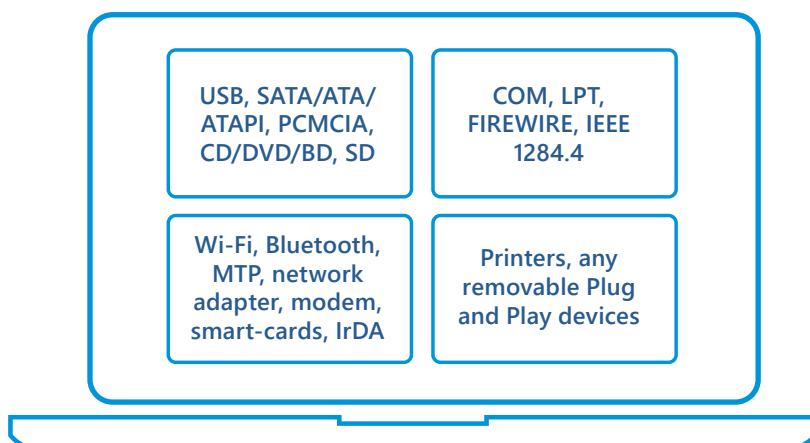 USB, SATA/ATA/
ATAPI, PCMCIA,
CD/DVD/BD, SD
COM, LPT,
FIREWIRE, IEEE
1284.4
Wi-Fi, Bluetooth,
MTP, network
adapter, modem,
smart-cards, IrDA
Printers, any
removable Plug
and Play devices